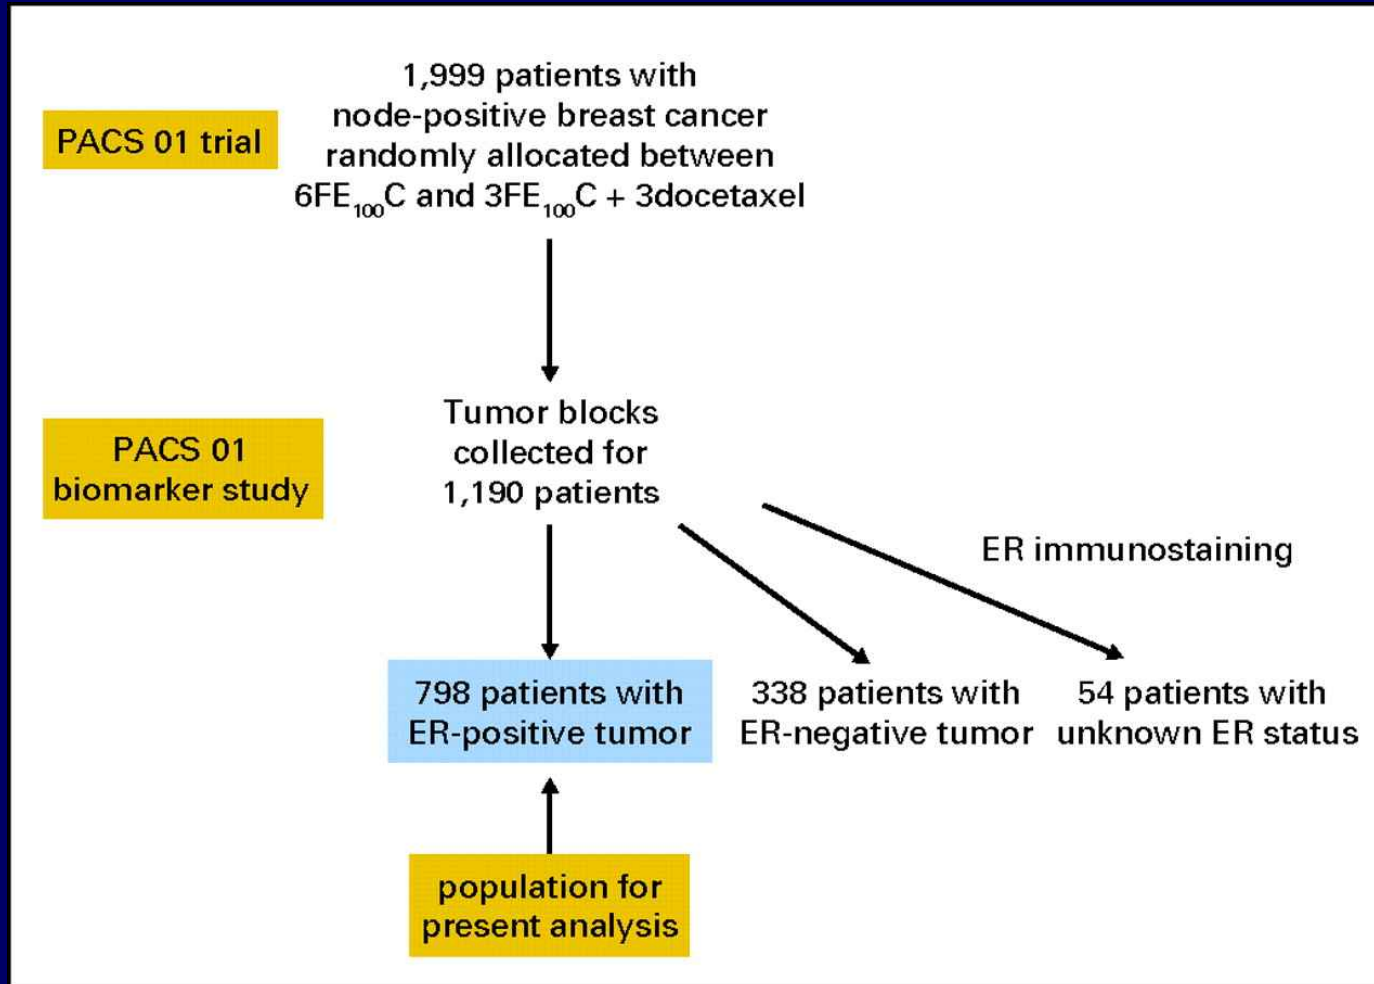 PACS 01 trial
1,999 patients with
node-positive breast cancer
randomly allocated between
6FE₁₀₀C and 3FE₁₀₀C + 3docetaxel
PACS 01
biomarker study
Tumor blocks
collected for
1,190 patients
ER immunostaining
798 patients with
ER-positive tumor
338 patients with
ER-negative tumor
54 patients with
unknown ER status
population for
present analysis